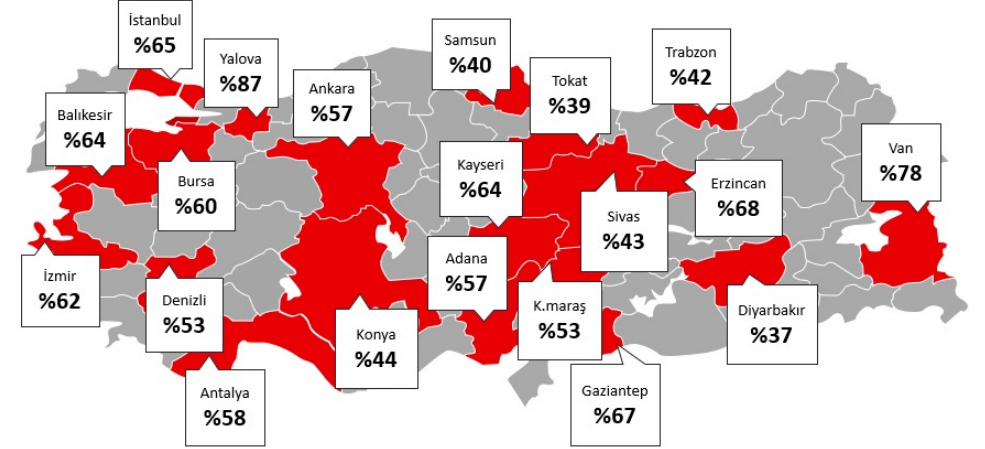 İstanbul
%65
Yalova
%87
Samsun
%40
Trabzon
%42
Ankara
%57
Tokat
%39
Balıkesir
%64
Van
%78
Kayseri
%64
Bursa
%60
Erzincan
%68
Sivas
%43
Adana
%57
İzmir
%62
Denizli
%53
K.maraş
%53
Diyarbakır
%37
Konya
%44
Antalya
%58
Gaziantep
%67